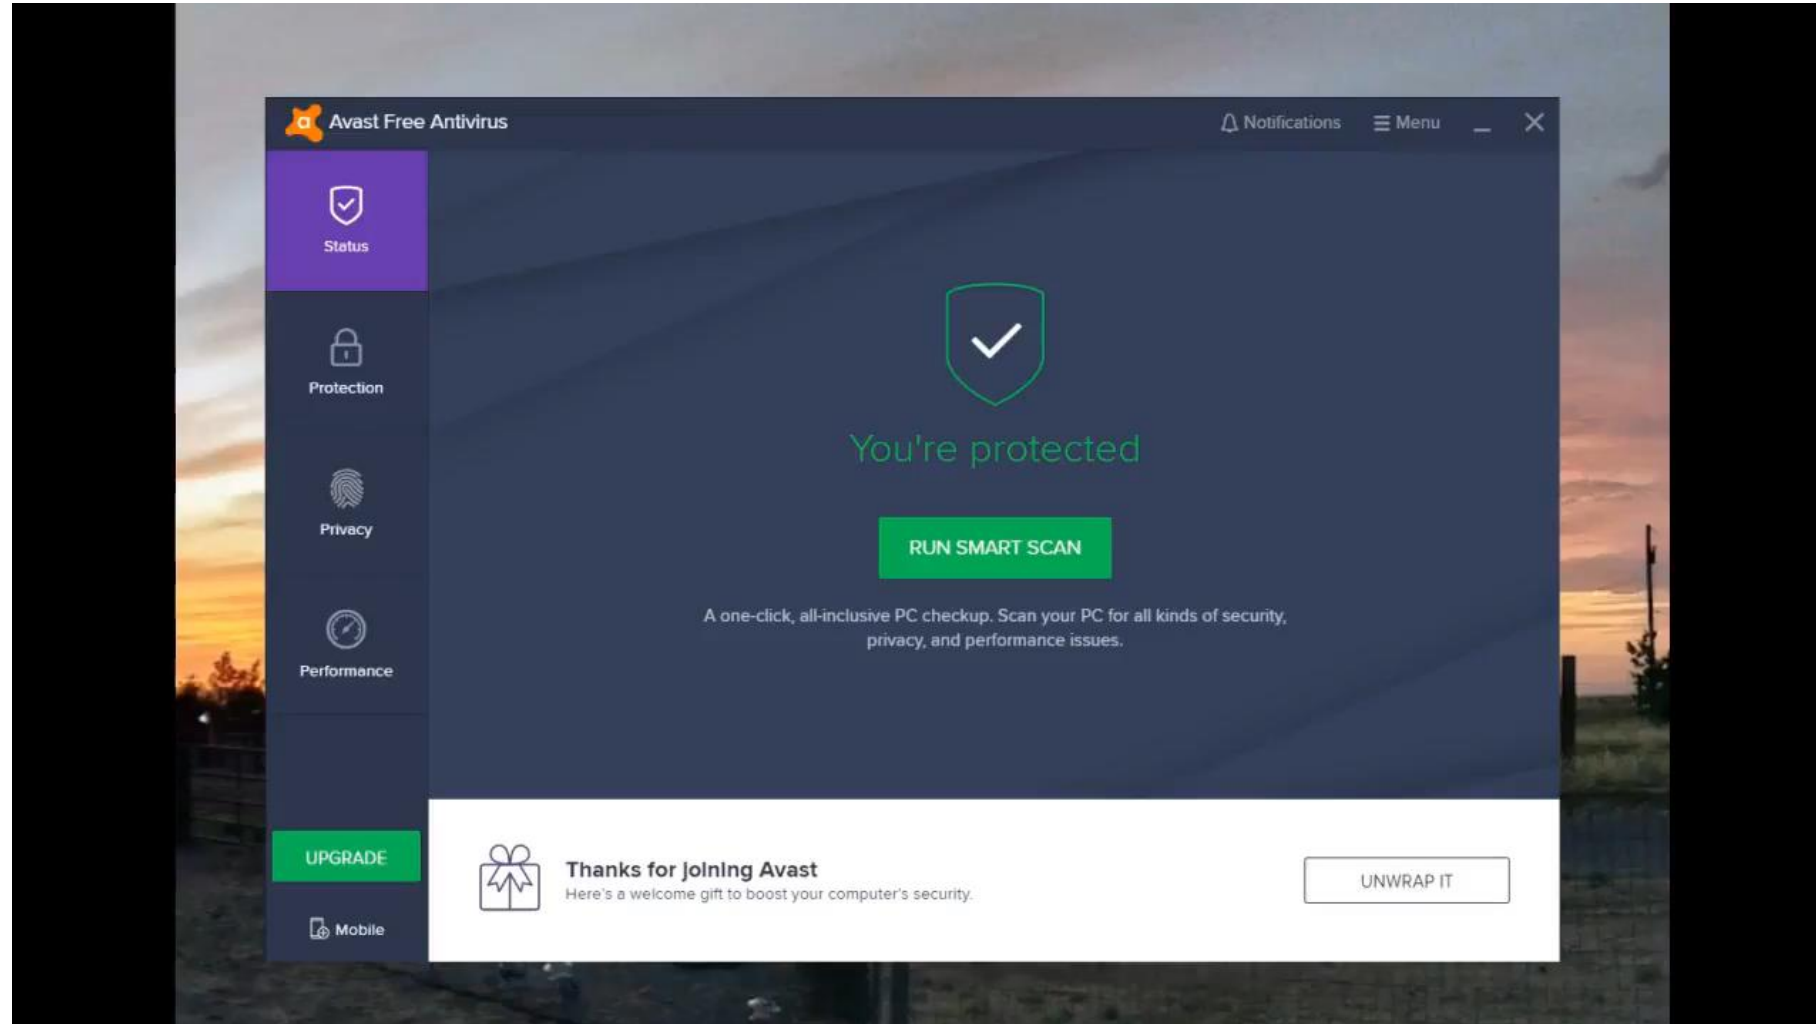 Avast Free Antivirus
Notifications
Menu
Status
Protection
Privacy
Performance
UPGRADE
Mobile
You're protected
RUN SMART SCAN
A one-click, all-inclusive PC checkup. Scan your PC for all kinds of security,
privacy, and performance issues.
Thanks for joining Avast
Here's a welcome gift to boost your computer's security.
UNWRAP IT